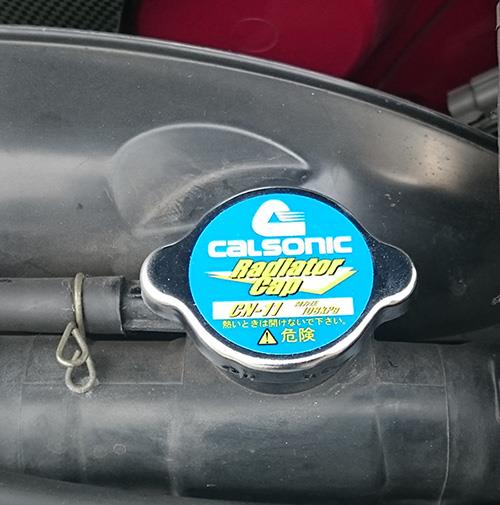 CALSONIC
Radiator
Cap
CN-11 108kPa
熱いときは開けないで下さい。
危険